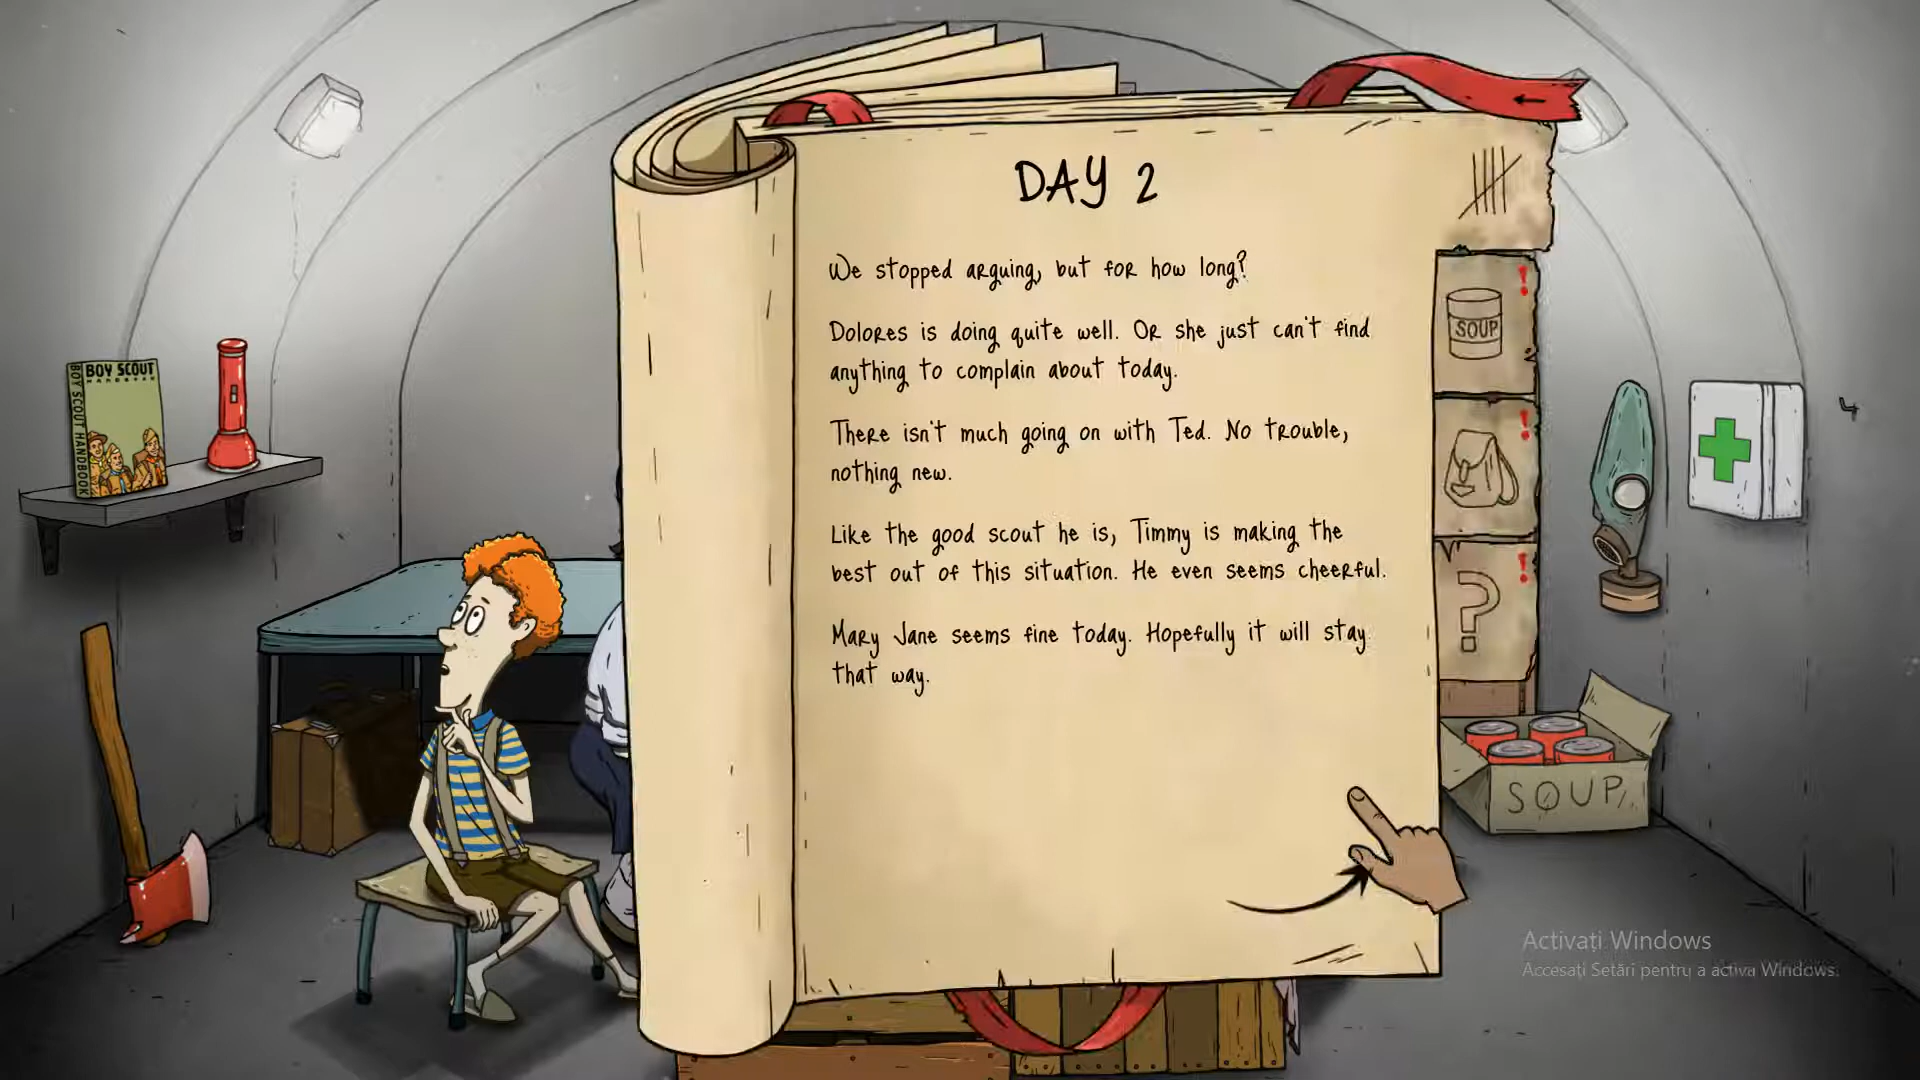 DAY 2
We stopped arguing, but for how long?
Dolores is doing quite well. Or she just can't find
anything to complain about today.
There isn't much going on with Ted. No trouble,
nothing new.
Like the good scout he is, Timmy is making the
best out of this situation. He even seems cheerful.
Mary Jane seems fine today. Hopefully it will stay
that way.
SOUP
!
!
?
!
BOY SCOUT
HANDBOOK
BOY SCOUT HANDBOOK
SOUP
Activați Windows
Accesați Setări pentru a activa Windows.